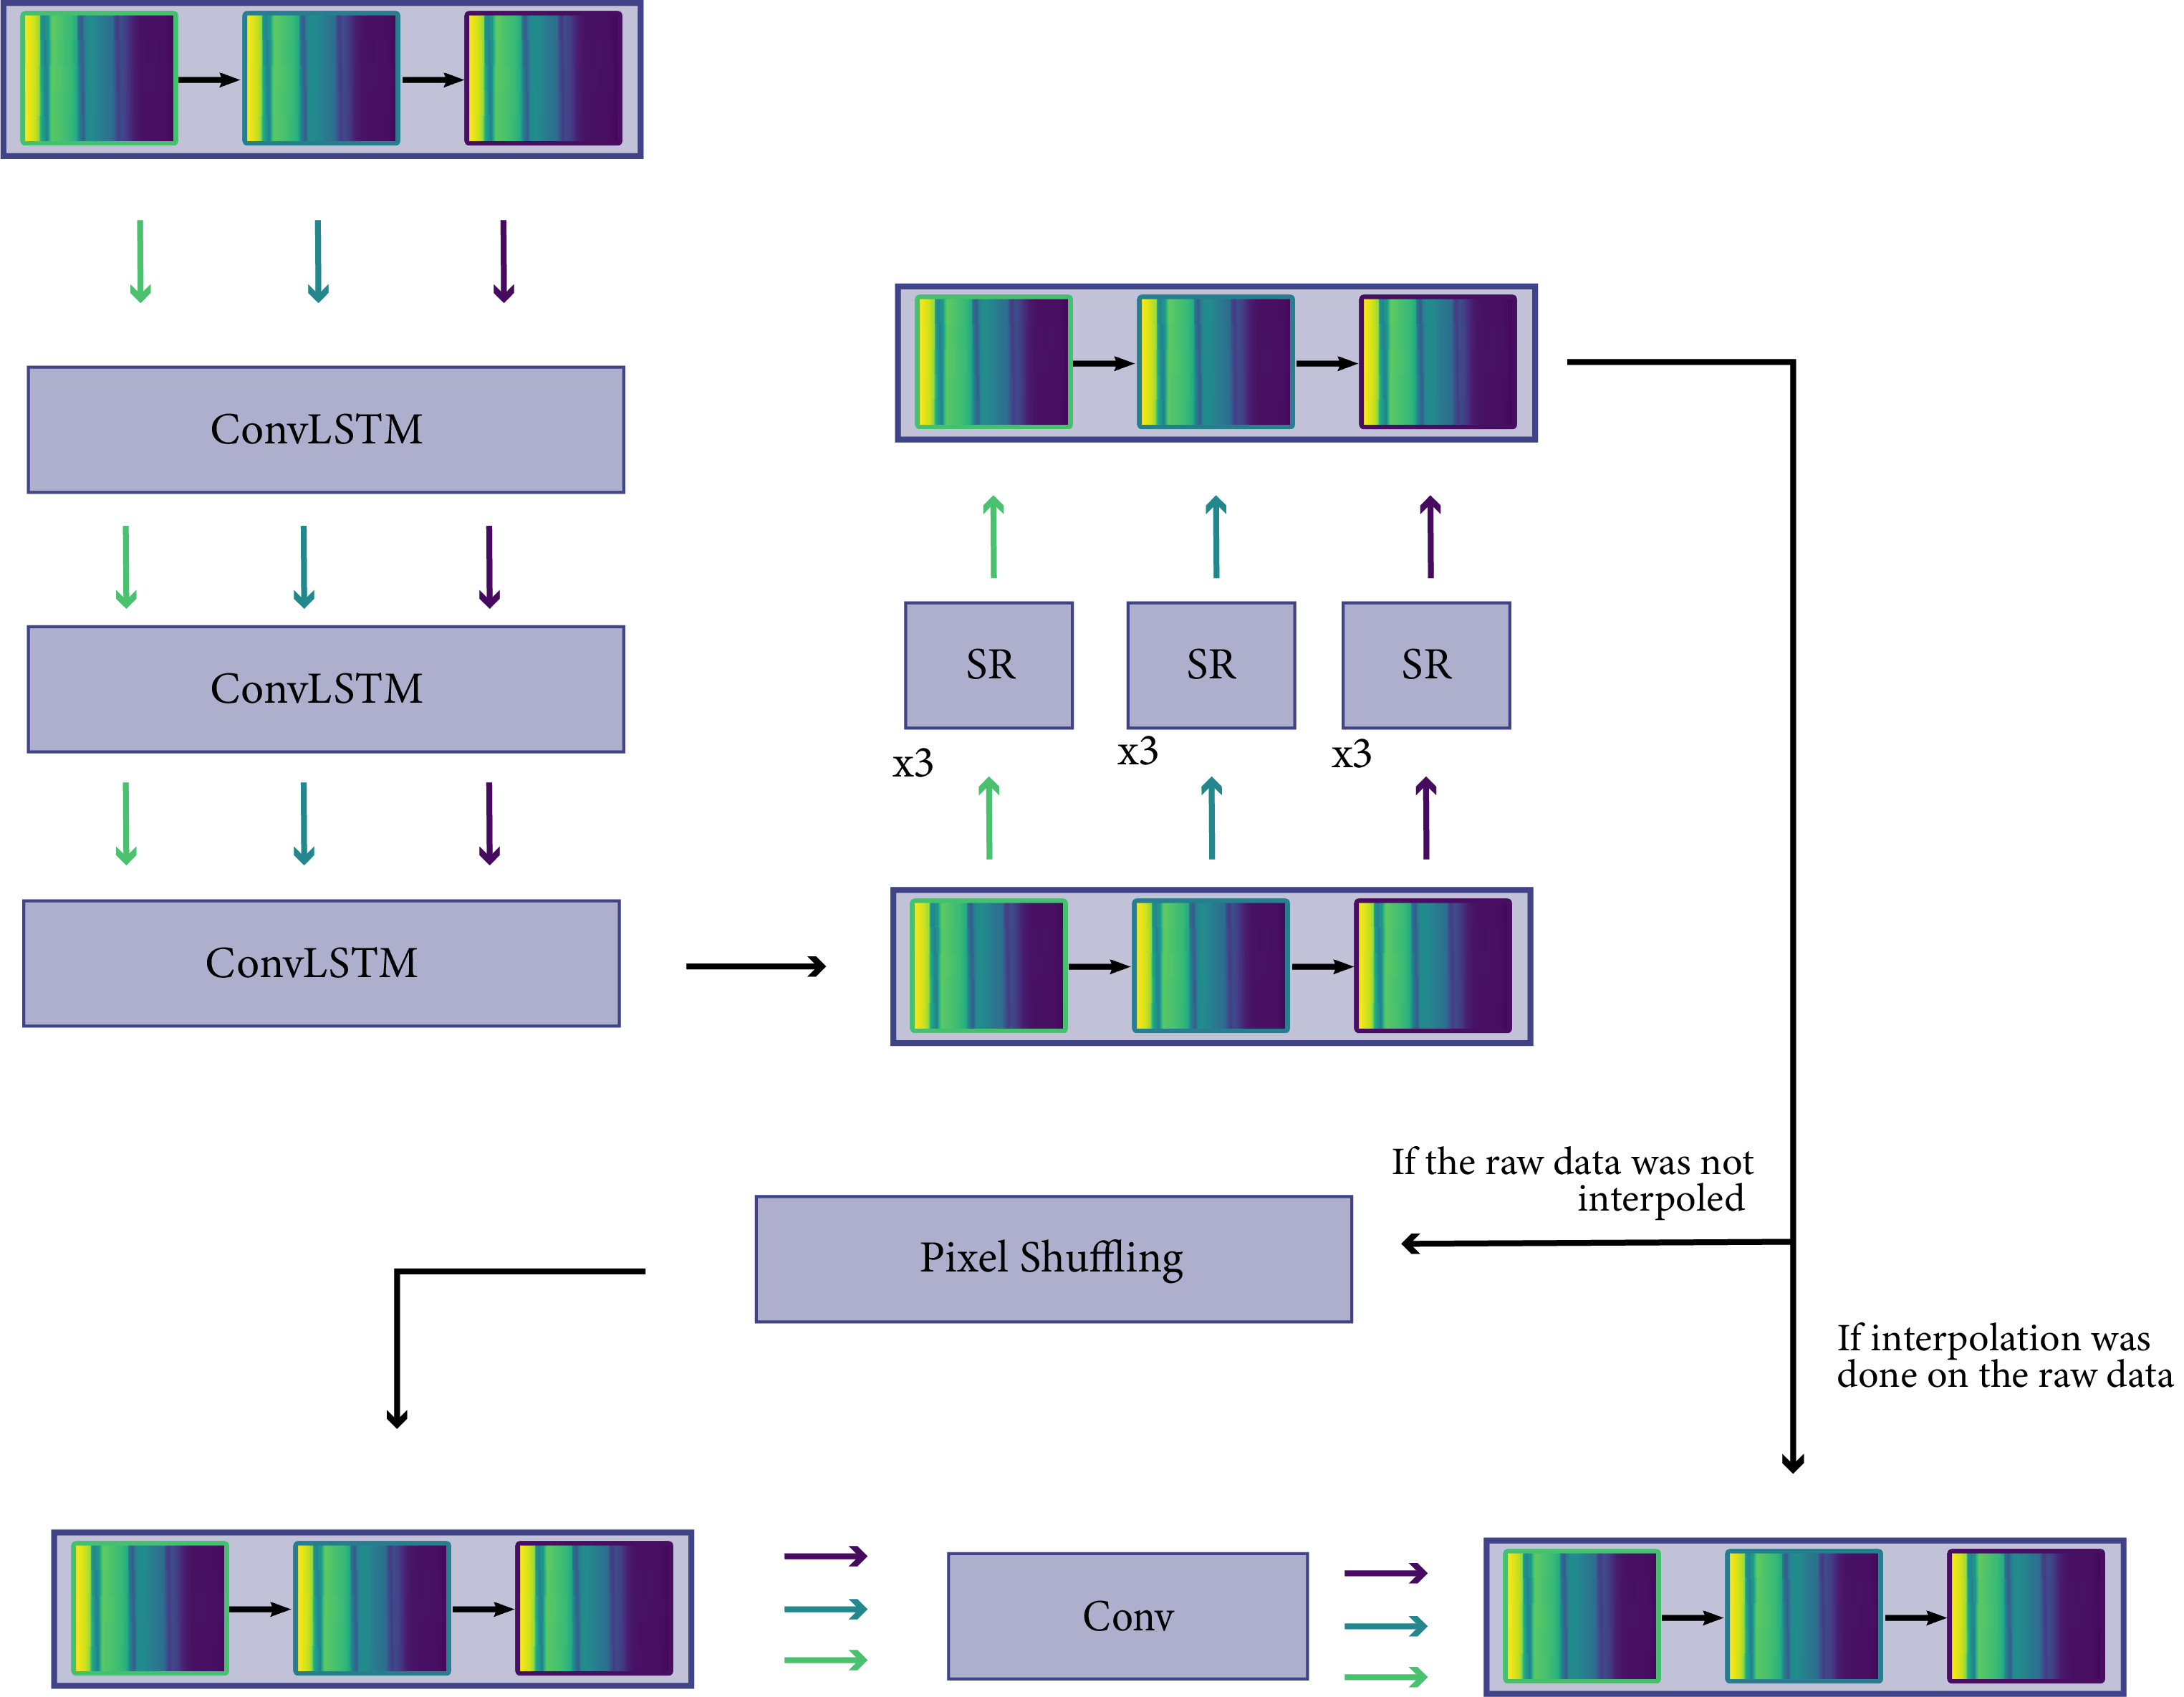 ConvLSTM
ConvLSTM
ConvLSTM
SR
SR
SR
x3
x3
x3
If the raw data was not
interpoled
Pixel Shuffling
If interpolation was
done on the raw data
Conv